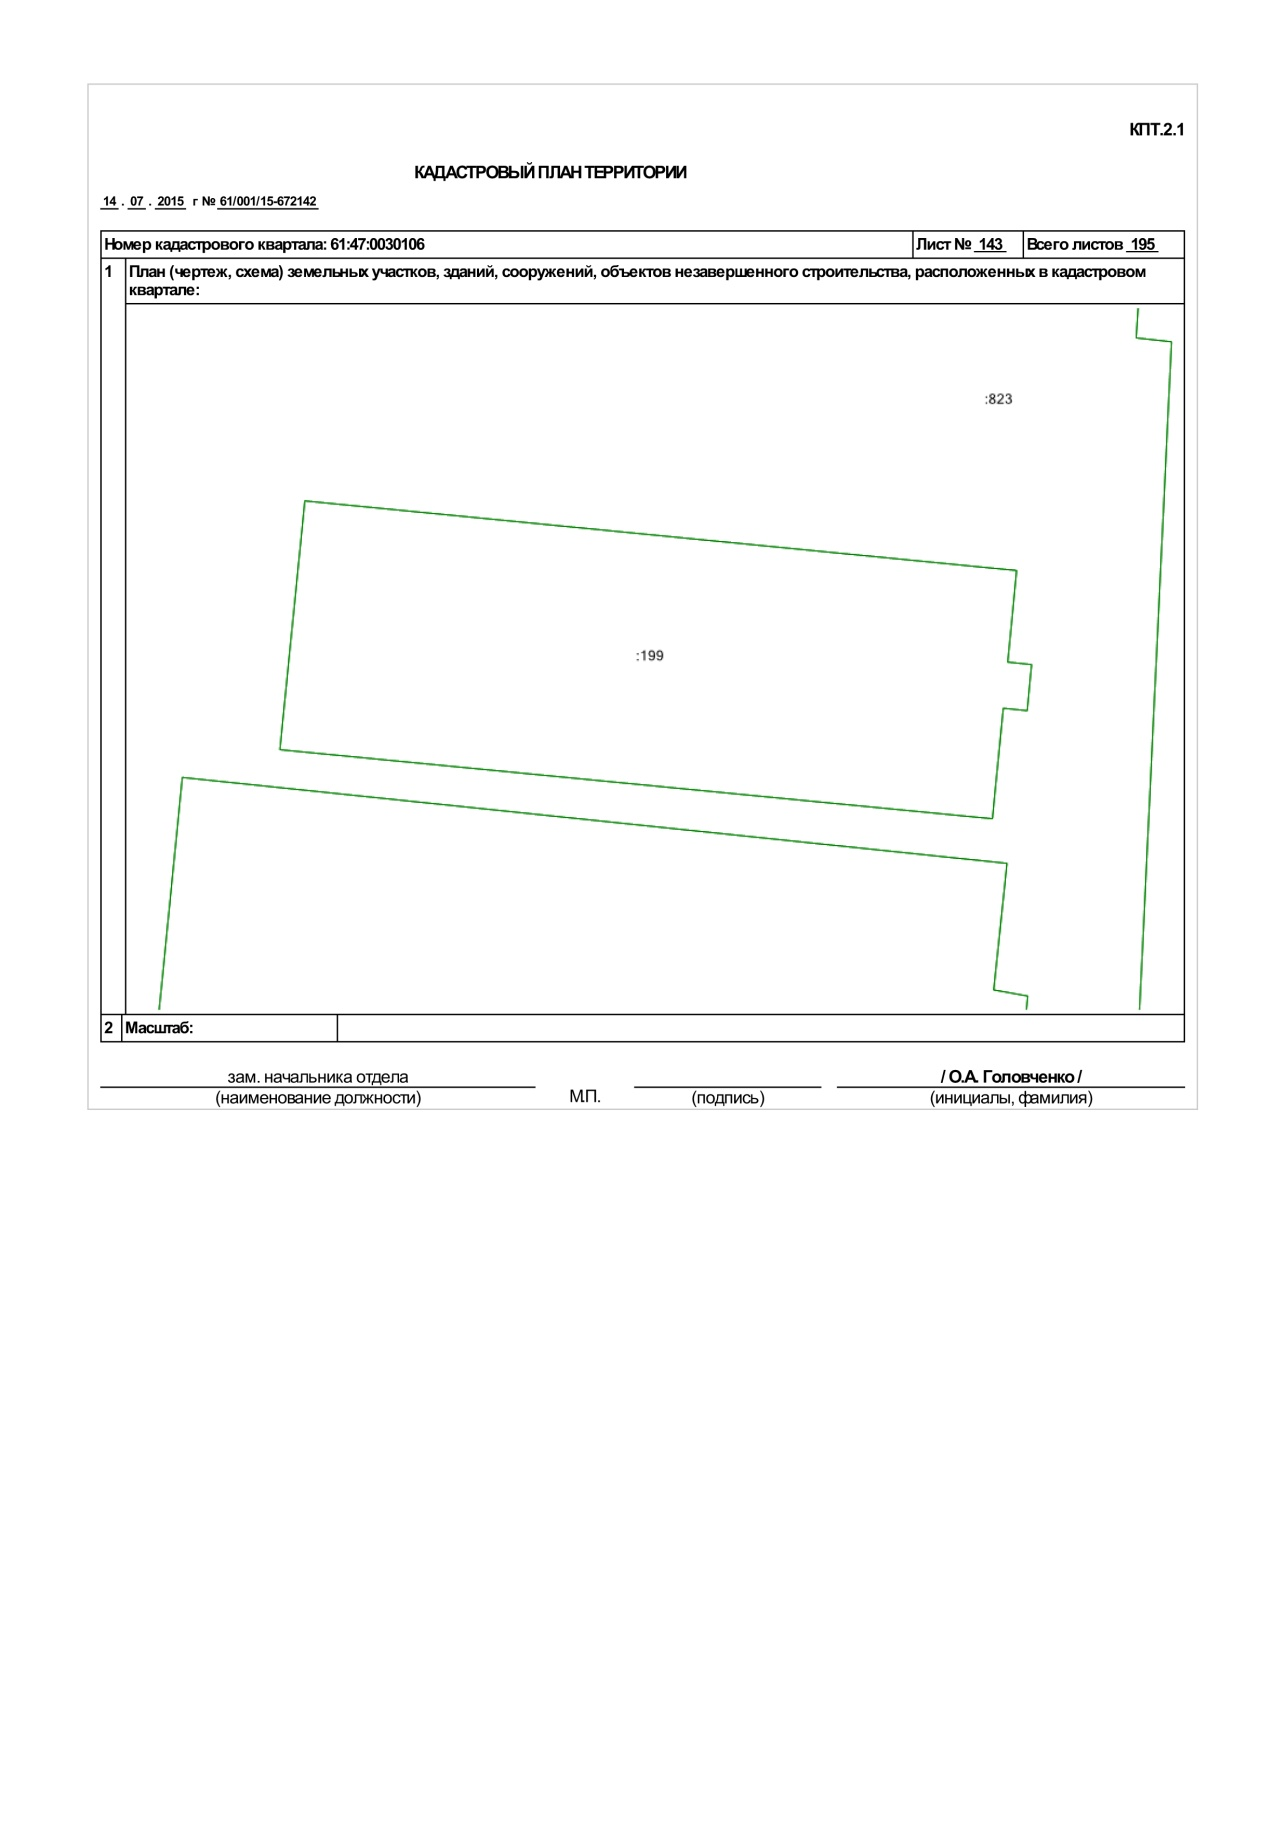 КПТ.2.1
КАДАСТРОВЫЙ ПЛАН ТЕРРИТОРИИ
14 . 07 . 2015 г № 61/001/15-672142
Номер кадастрового квартала: 61:47:0030106 Лист № 143 Всего листов 195
1 План (чертеж, схема) земельных участков, зданий, сооружений, объектов незавершенного строительства, расположенных в кадастровом
квартале:
:823
:199
2 Масштаб:
зам. начальника отдела / О.А. Головченко /
(наименование должности) М.П. (подпись) (инициалы, фамилия)